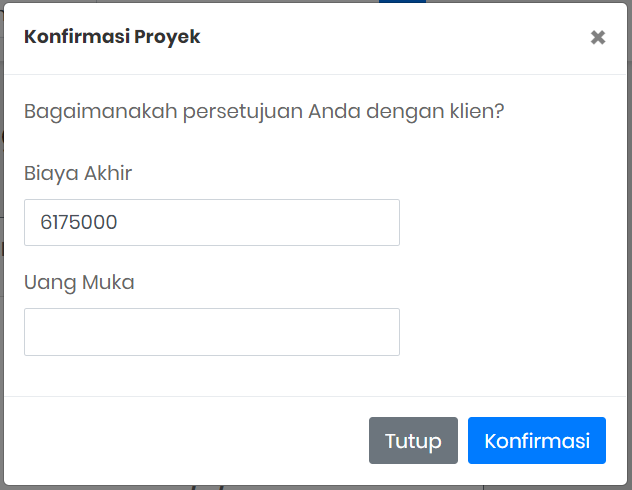 Konfirmasi Proyek
Bagaimanakah persetujuan Anda dengan klien?
Biaya Akhir
6175000
Uang Muka
Tutup Konfirmasi